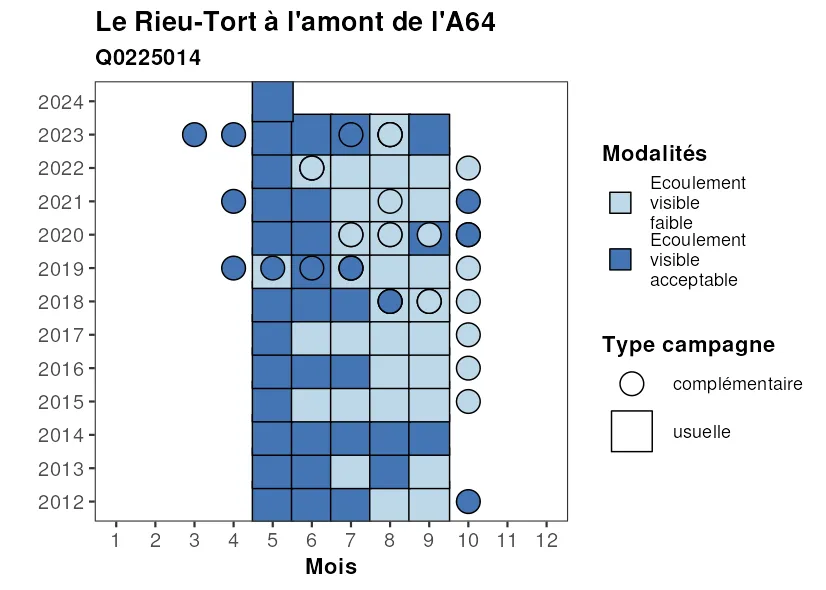 Le Rieu-Tort à l'amont de l'A64
Q0225014
2024
2023
2022
2021
2020
2019
2018
2017
2016
2015
2014
2013
2012
1 2 3 4 5 6 7 8 9 10 11 12
Mois
Modalités
Ecoulement
visible
faible
Ecoulement
visible
acceptable
Type campagne
complémentaire
usuelle